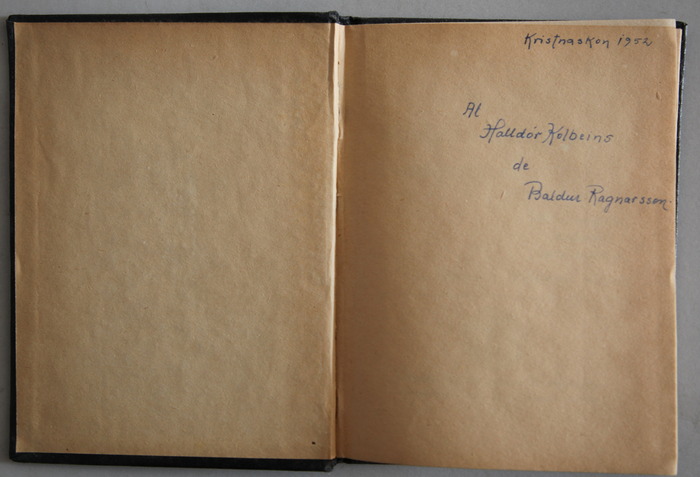 Kristnaskon 1952
Al
Halldór Kolbeins
de
Baldur Ragnarsson.